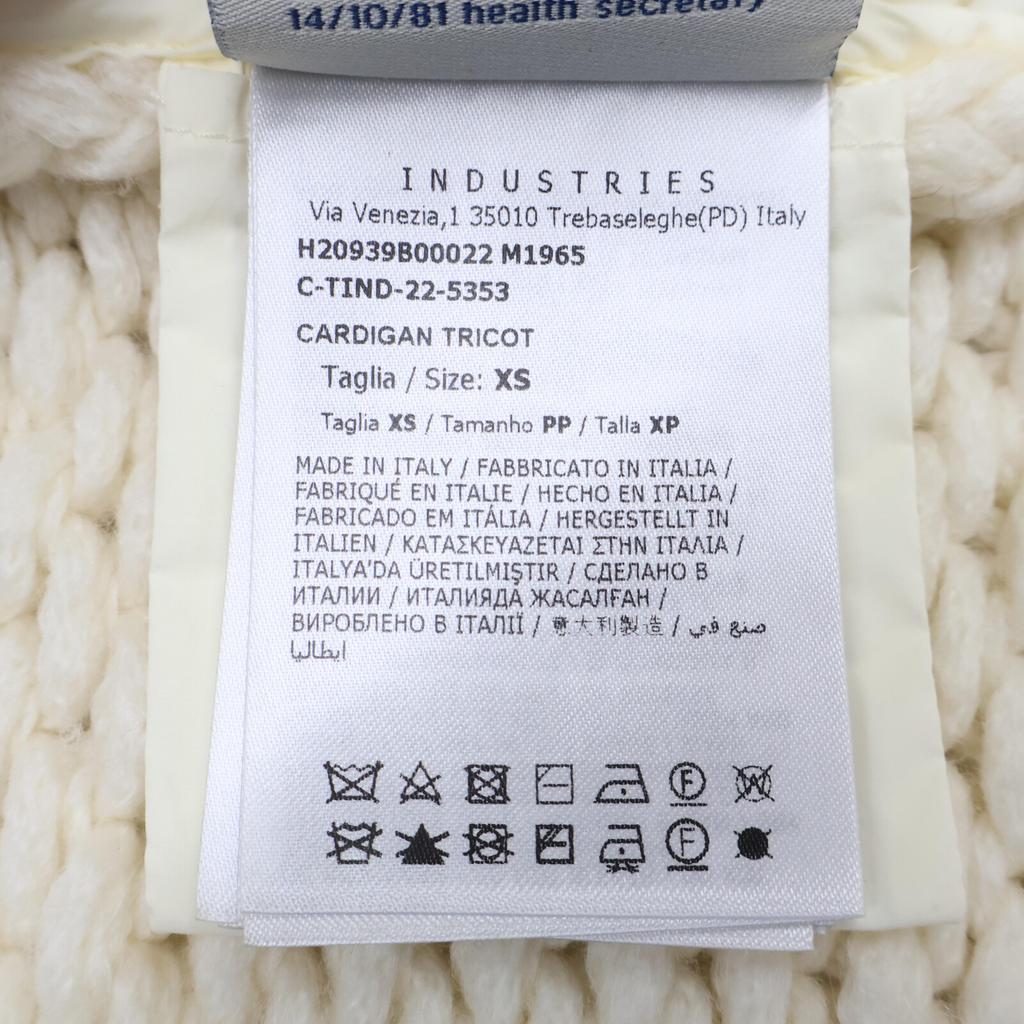 14/10/81 health secretary
INDUSTRIES
Via Venezia,1 35010 Trebaseleghe(PD) Italy
H20939B00022 M1965
C-TIND-22-5353
CARDIGAN TRICOT
Taglia / Size: XS
Taglia XS / Tamanho PP / Talla XP
MADE IN ITALY / FABBRICATO IN ITALIA /
FABRIQUÉ EN ITALIE / HECHO EN ITALIA /
FABRICADO EM ITÁLIA / HERGESTELLT IN
ITALIEN / ΚΑΤΑΣΚΕΥΑΖΕΤΑΙ ΣΤΗΝ ΙΤΑΛΙΑ /
ITALYA'DA ÜRETILMIŞTIR / СДЕЛАНО В
ИТАЛИИ / ИТАЛИЯДА ЖАСАЛҒАН /
ВИРОБЛЕНО В ІТАЛІЇ / 意大利製造 / صنع في
ايطاليا
F W
F